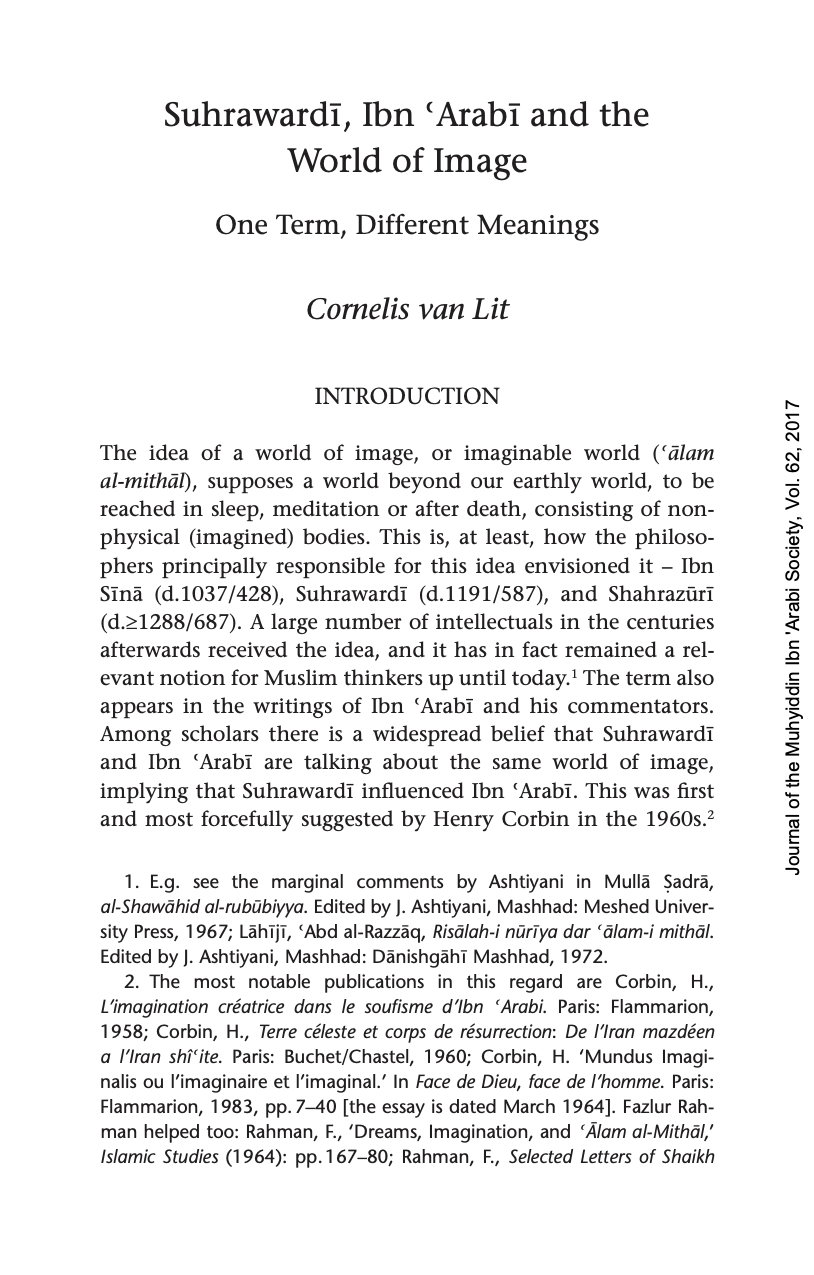 Suhrawardī, Ibn ʿArabī and the
World of Image
One Term, Different Meanings
Cornelis van Lit
INTRODUCTION
The idea of a world of image, or imaginable world (ʿālam
al-mithāl), supposes a world beyond our earthly world, to be
reached in sleep, meditation or after death, consisting of non-
physical (imagined) bodies. This is, at least, how the philoso-
phers principally responsible for this idea envisioned it – Ibn
Sīnā (d.1037/428), Suhrawardī (d.1191/587), and Shahrazūrī
(d.≥1288/687). A large number of intellectuals in the centuries
afterwards received the idea, and it has in fact remained a rel-
evant notion for Muslim thinkers up until today.1 The term also
appears in the writings of Ibn ʿArabī and his commentators.
Among scholars there is a widespread belief that Suhrawardī
and Ibn ʿArabī are talking about the same world of image,
implying that Suhrawardī influenced Ibn ʿArabī. This was first
and most forcefully suggested by Henry Corbin in the 1960s.2
1. E.g. see the marginal comments by Ashtiyani in Mullā Ṣadrā,
al-Shawāhid al-rubūbiyya. Edited by J. Ashtiyani, Mashhad: Meshed Univer-
sity Press, 1967; Lāhījī, ʿAbd al-Razzāq, Risālah-i nūrīya dar ʿālam-i mithāl.
Edited by J. Ashtiyani, Mashhad: Dānishgāhī Mashhad, 1972.
2. The most notable publications in this regard are Corbin, H.,
L’imagination créatrice dans le soufisme d’Ibn ʿArabi. Paris: Flammarion,
1958; Corbin, H., Terre céleste et corps de résurrection: De l’Iran mazdéen
a l’Iran shîʿite. Paris: Buchet/Chastel, 1960; Corbin, H. ‘Mundus Imagi-
nalis ou l’imaginaire et l’imaginal.’ In Face de Dieu, face de l’homme. Paris:
Flammarion, 1983, pp. 7–40 [the essay is dated March 1964]. Fazlur Rah-
man helped too: Rahman, F., ‘Dreams, Imagination, and ʿĀlam al-Mithāl,’
Islamic Studies (1964): pp. 167–80; Rahman, F., Selected Letters of Shaikh
Journal of the Muhyiddin Ibn 'Arabi Society, Vol. 62, 2017